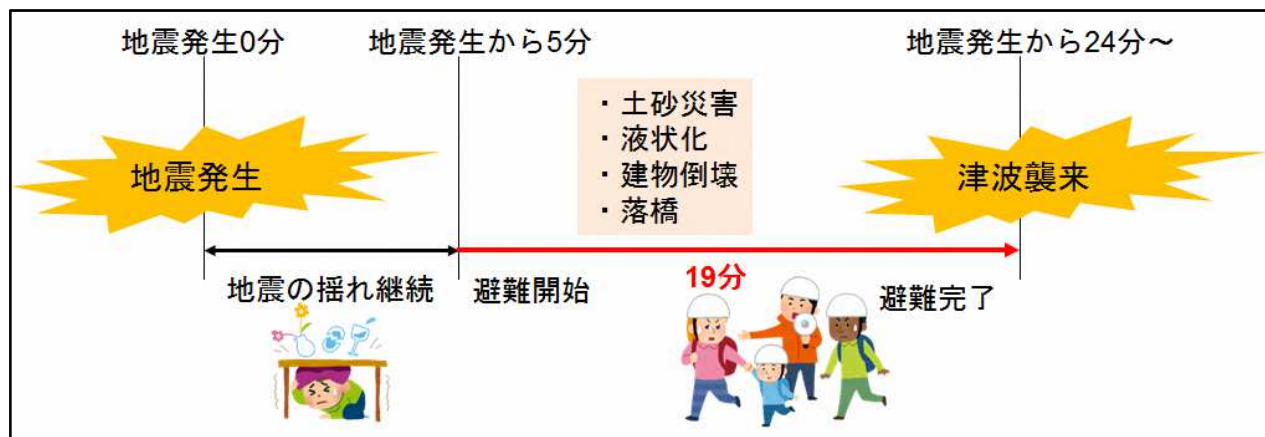 地震発生0分
地震発生から5分
地震発生から24分～
・土砂災害
・液状化
・建物倒壊
・落橋
地震発生
津波襲来
地震の揺れ継続
避難開始
19分
避難完了